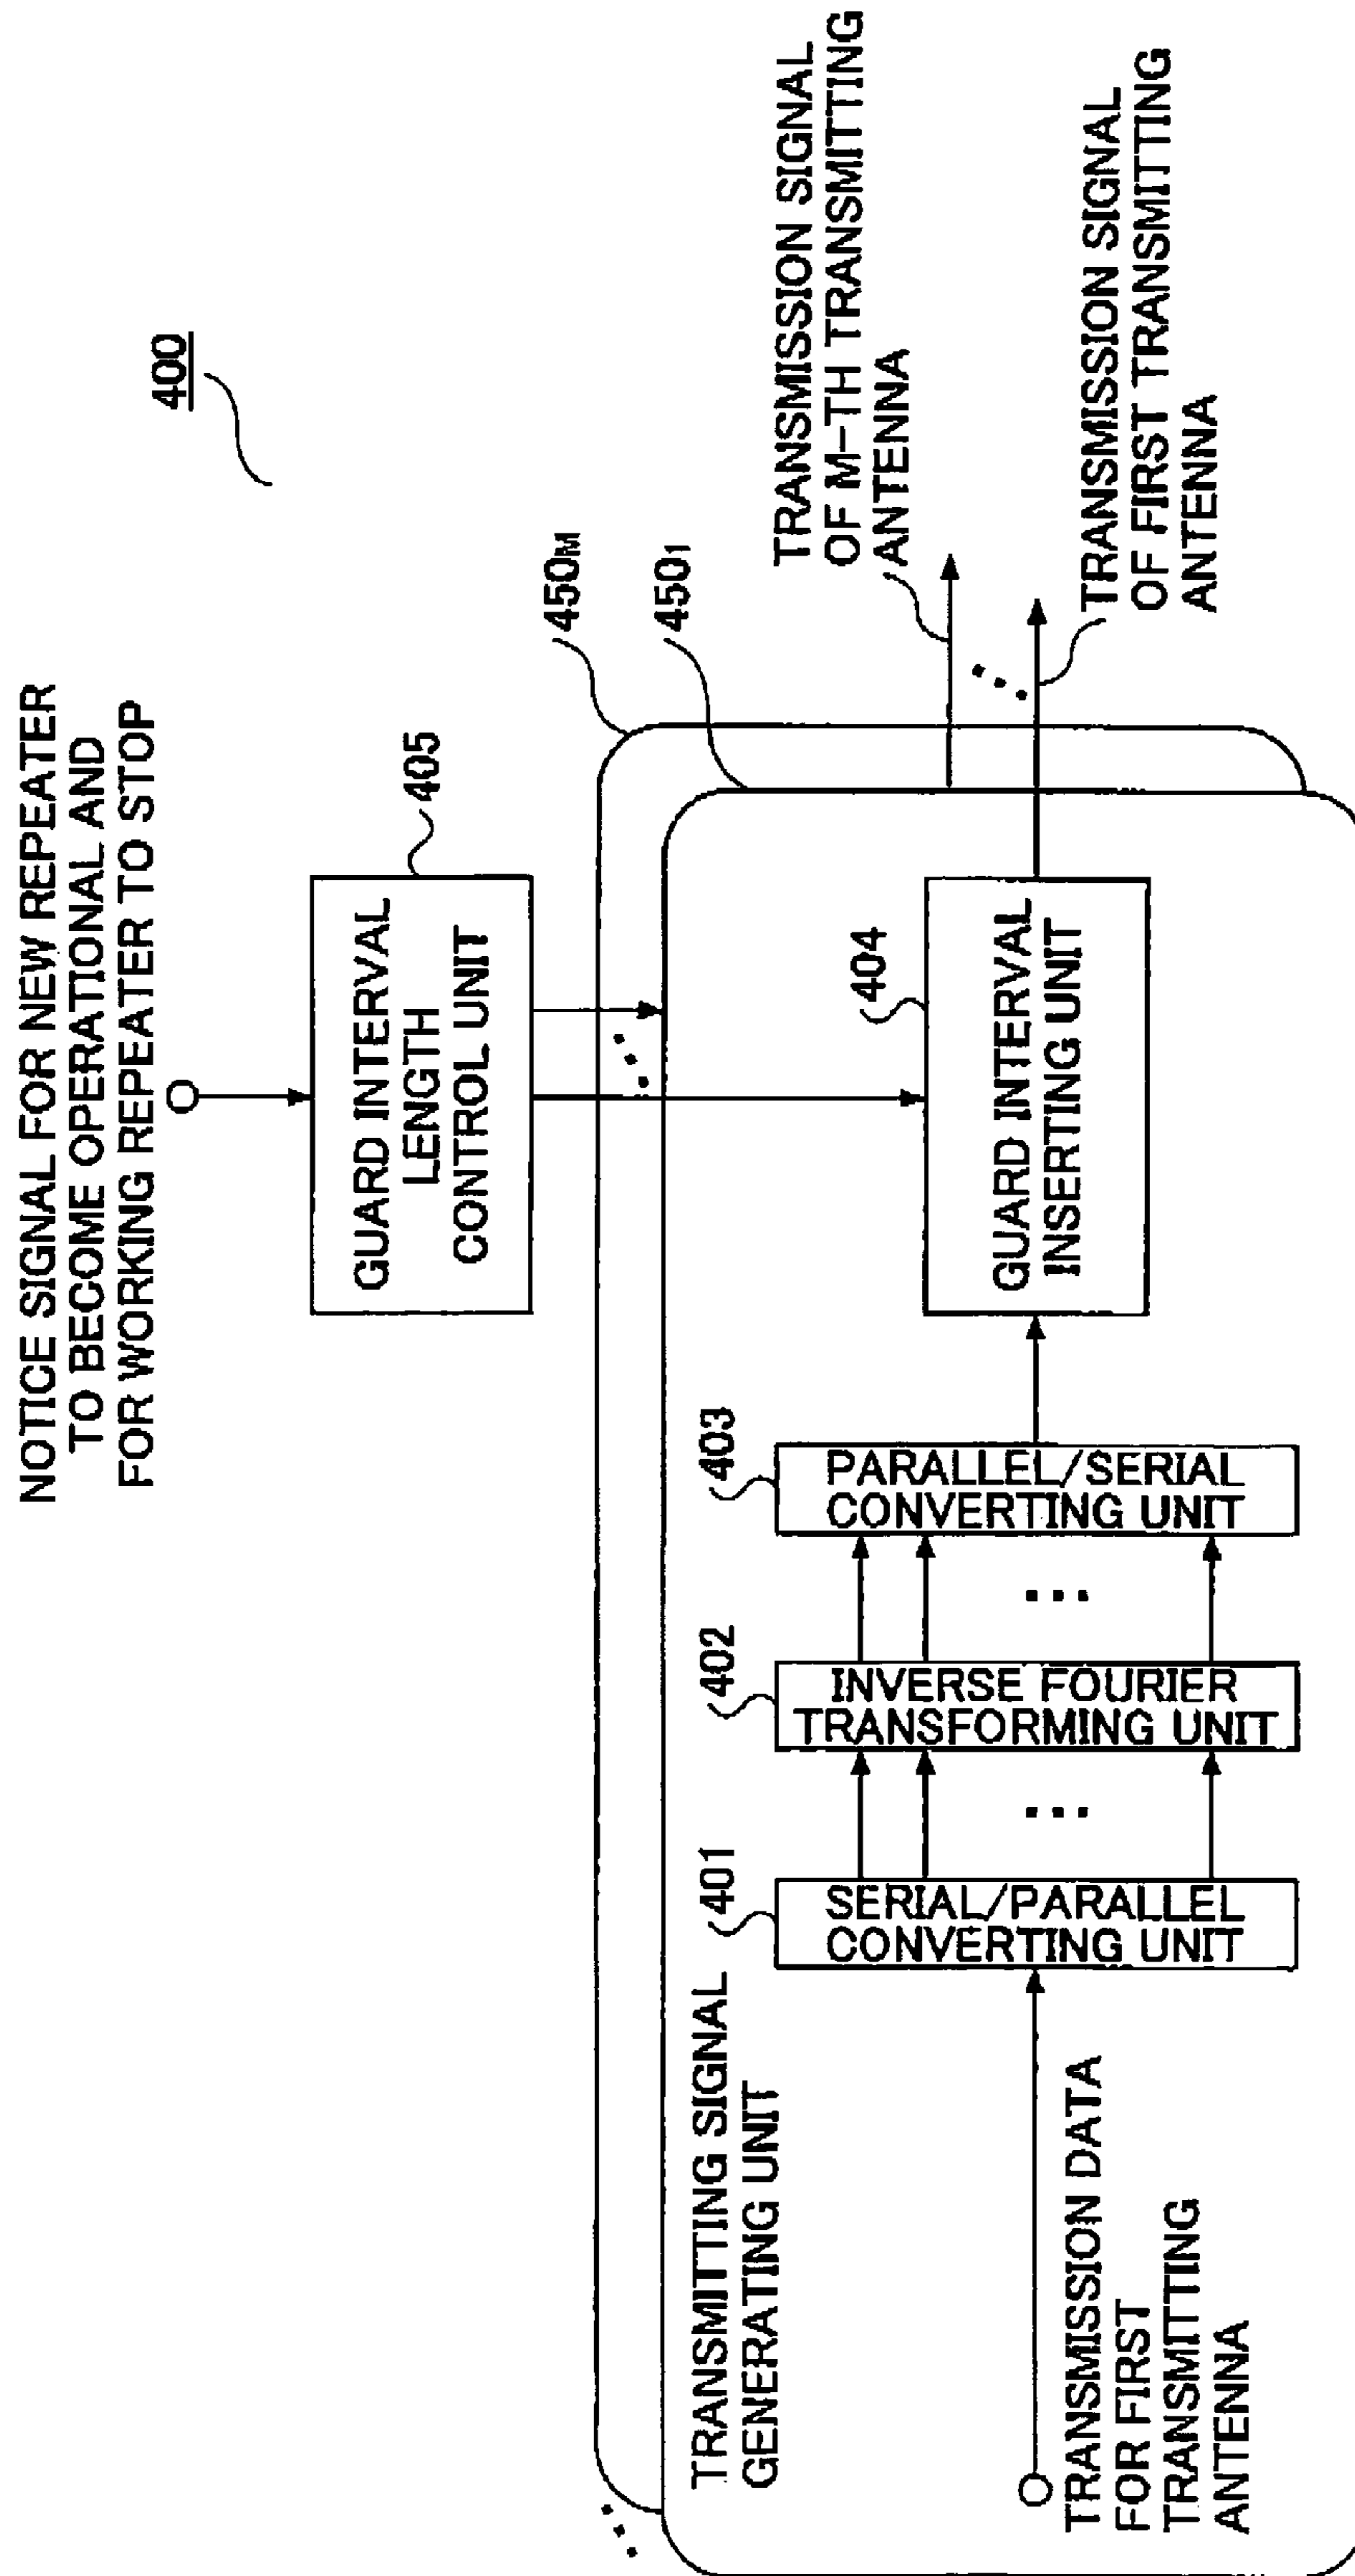 NOTICE SIGNAL FOR NEW REPEATER
TO BECOME OPERATIONAL AND
FOR WORKING REPEATER TO STOP
400
GUARD INTERVAL
LENGTH
CONTROL UNIT
405
450M
4501
TRANSMITTING SIGNAL
GENERATING UNIT
TRANSMISSION DATA
FOR FIRST
TRANSMITTING
ANTENNA
401
SERIAL/PARALLEL
CONVERTING UNIT
402
INVERSE FOURIER
TRANSFORMING UNIT
403
PARALLEL/SERIAL
CONVERTING UNIT
404
GUARD INTERVAL
INSERTING UNIT
TRANSMISSION SIGNAL
OF M-TH TRANSMITTING
ANTENNA
TRANSMISSION SIGNAL
OF FIRST TRANSMITTING
ANTENNA